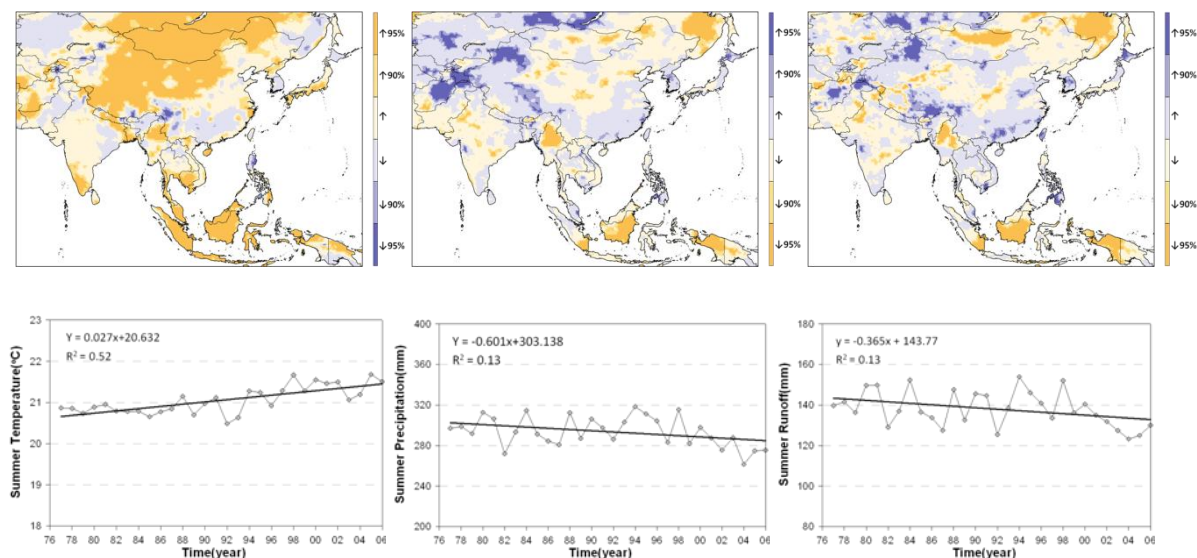 ↑95%
↑90%
↑
↓
↓90%
↓95%
↑95%
↑90%
↑
↓
↓90%
↓95%
↑95%
↑90%
↑
↓
↓90%
↓95%
Summer Temperature(°C)
23
22
21
20
19
18
Y = 0.027x+20.632
R² = 0.52
76 78 80 82 84 86 88 90 92 94 96 98 00 02 04 06
Time(year)
Summer Precipitation(mm)
400
360
320
280
240
200
Y = -0.601x+303.138
R² = 0.13
76 78 80 82 84 86 88 90 92 94 96 98 00 02 04 06
Time(year)
Summer Runoff(mm)
180
160
140
120
100
80
y = -0.365x + 143.77
R² = 0.13
76 78 80 82 84 86 88 90 92 94 96 98 00 02 04 06
Time(year)